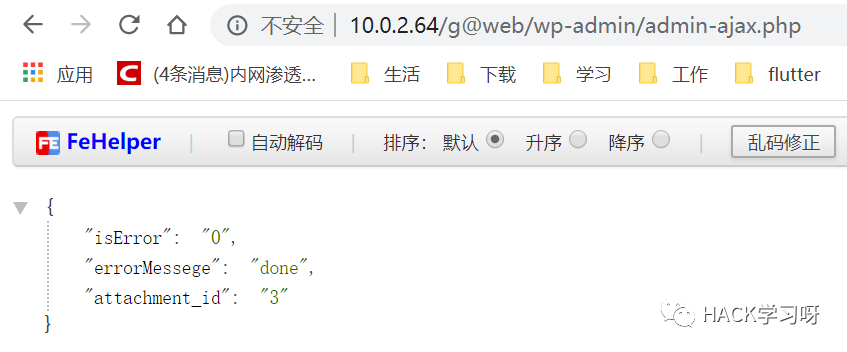 不安全 | 10.0.2.64/g@web/wp-admin/admin-ajax.php
应用 (4条消息)内网渗透... 生活 下载 学习 工作 flutter
FE FeHelper | 自动解码 | 排序： 默认 升序 降序 | 乱码修正
{
"isError": "0",
"errorMessege": "done",
"attachment_id": "3"
}
HACK学习呀